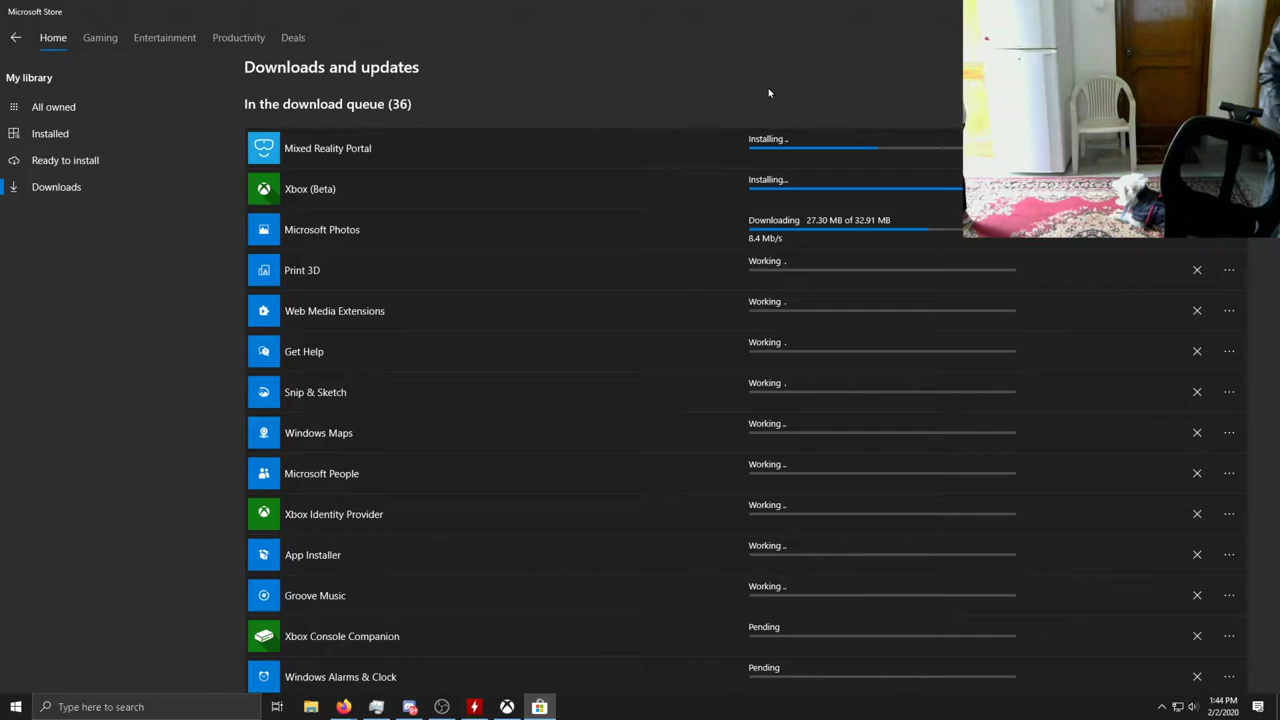 Microsoft Store
Home Gaming Entertainment Productivity Deals
My library
All owned
Installed
Ready to install
Downloads
Downloads and updates
In the download queue (36)
Mixed Reality Portal Installing ..
Xbox (Beta) Installing...
Microsoft Photos Downloading 27.30 MB of 32.91 MB
8.4 Mb/s
Print 3D Working .
Web Media Extensions Working .
Get Help Working .
Snip & Sketch Working .
Windows Maps Working ..
Microsoft People Working ..
Xbox Identity Provider Working ..
App Installer Working ..
Groove Music Working ..
Xbox Console Companion Pending
Windows Alarms & Clock Pending
Type here to search
1:44 PM
2/2/2020